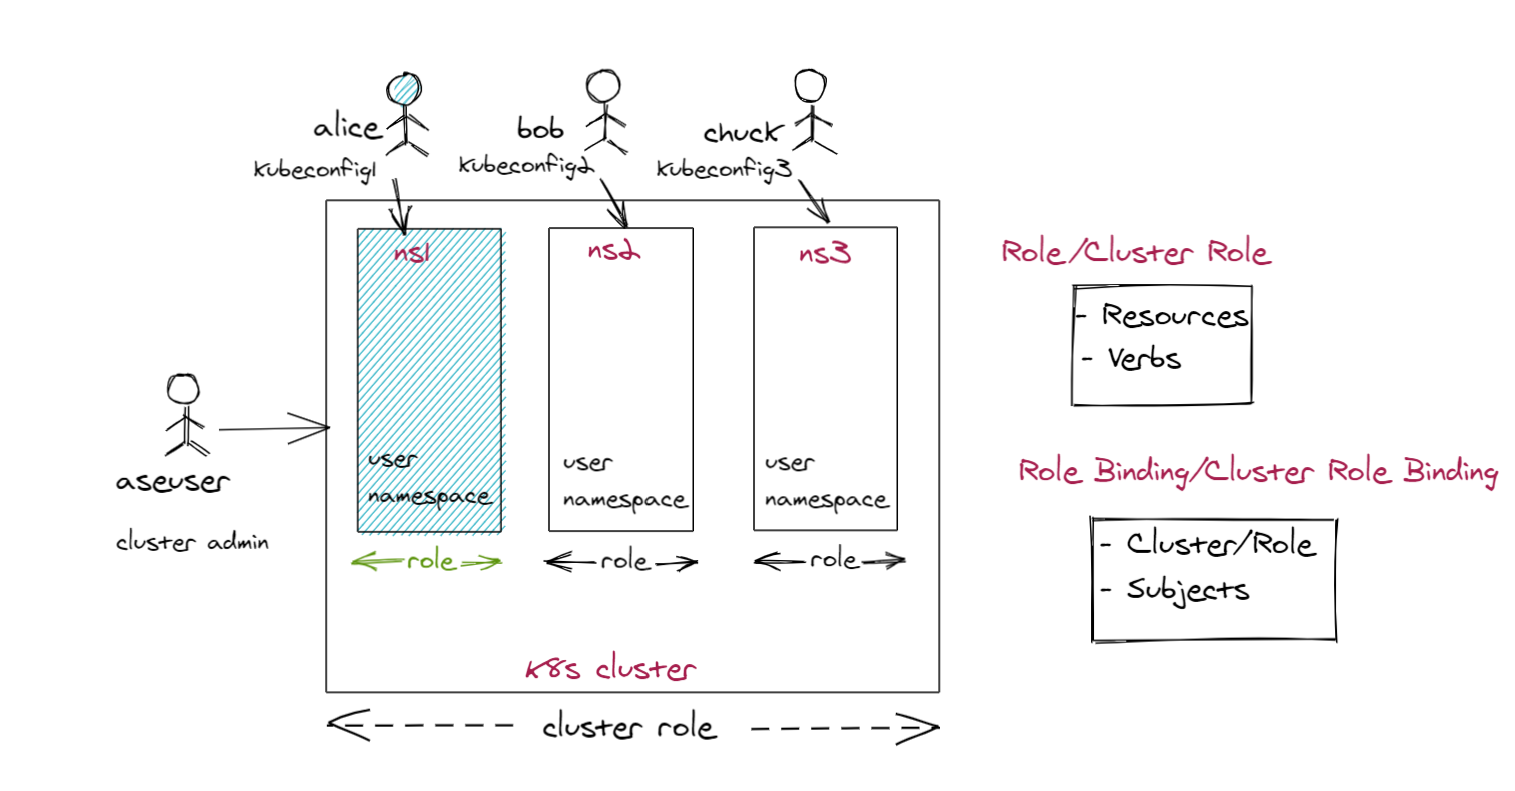 alice
bob
chuck
kubeconfig1
kubeconfig2
kubeconfig3
ns1
ns2
ns3
user
namespace
user
namespace
user
namespace
role
role
role
aseuser
cluster admin
K8s cluster
cluster role
Role/Cluster Role
- Resources
- Verbs
Role Binding/Cluster Role Binding
- Cluster/Role
- Subjects